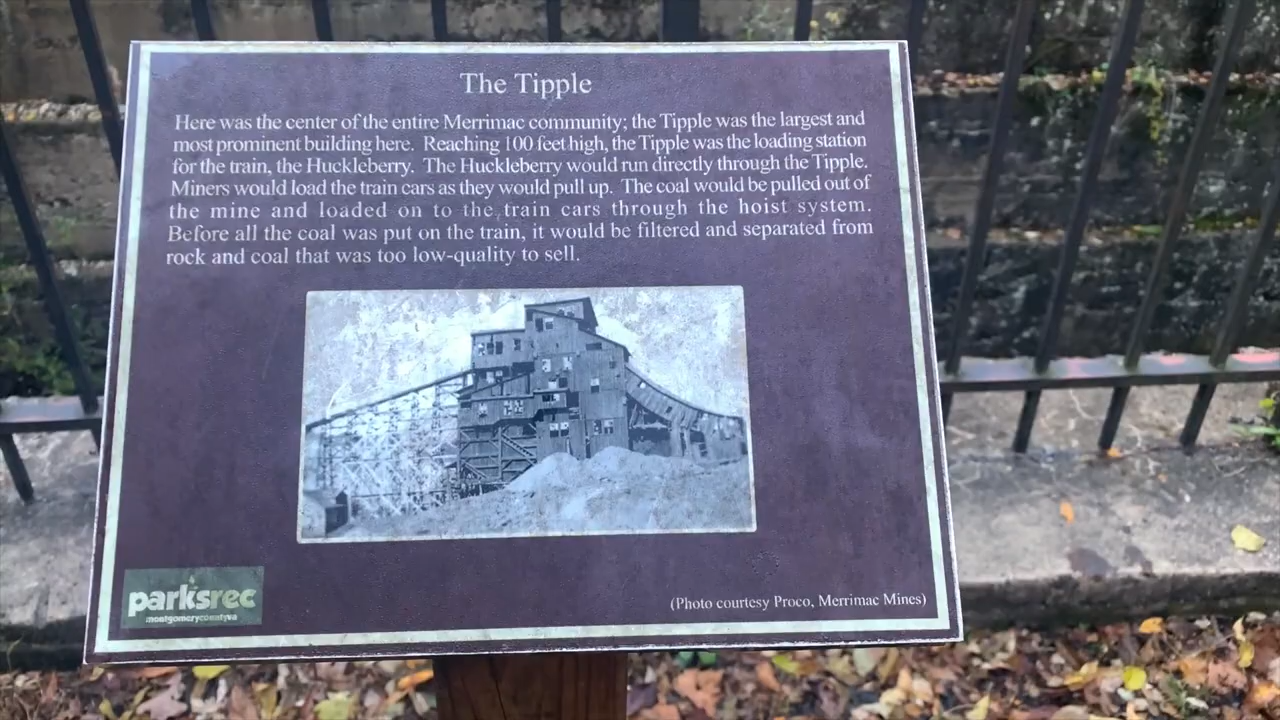 The Tipple
Here was the center of the entire Merrimac community; the Tipple was the largest and
most prominent building here. Reaching 100 feet high, the Tipple was the loading station
for the train, the Huckleberry. The Huckleberry would run directly through the Tipple.
Miners would load the train cars as they would pull up. The coal would be pulled out of
the mine and loaded on to the train cars through the hoist system.
Before all the coal was put on the train, it would be filtered and separated from
rock and coal that was too low-quality to sell.
parksrec
montgomerycountyva
(Photo courtesy Proco, Merrimac Mines)